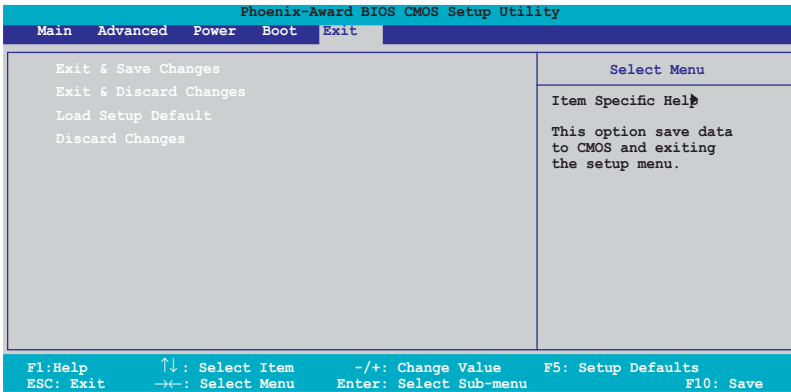 Phoenix-Award BIOS CMOS Setup Utility
Main Advanced Power Boot Exit
Exit & Save Changes
Exit & Discard Changes
Load Setup Default
Discard Changes
Select Menu
Item Specific Help
This option save data
to CMOS and exiting
the setup menu.
F1:Help ↑↓ : Select Item -/+: Change Value F5: Setup Defaults
ESC: Exit →←: Select Menu Enter: Select Sub-menu F10: Save